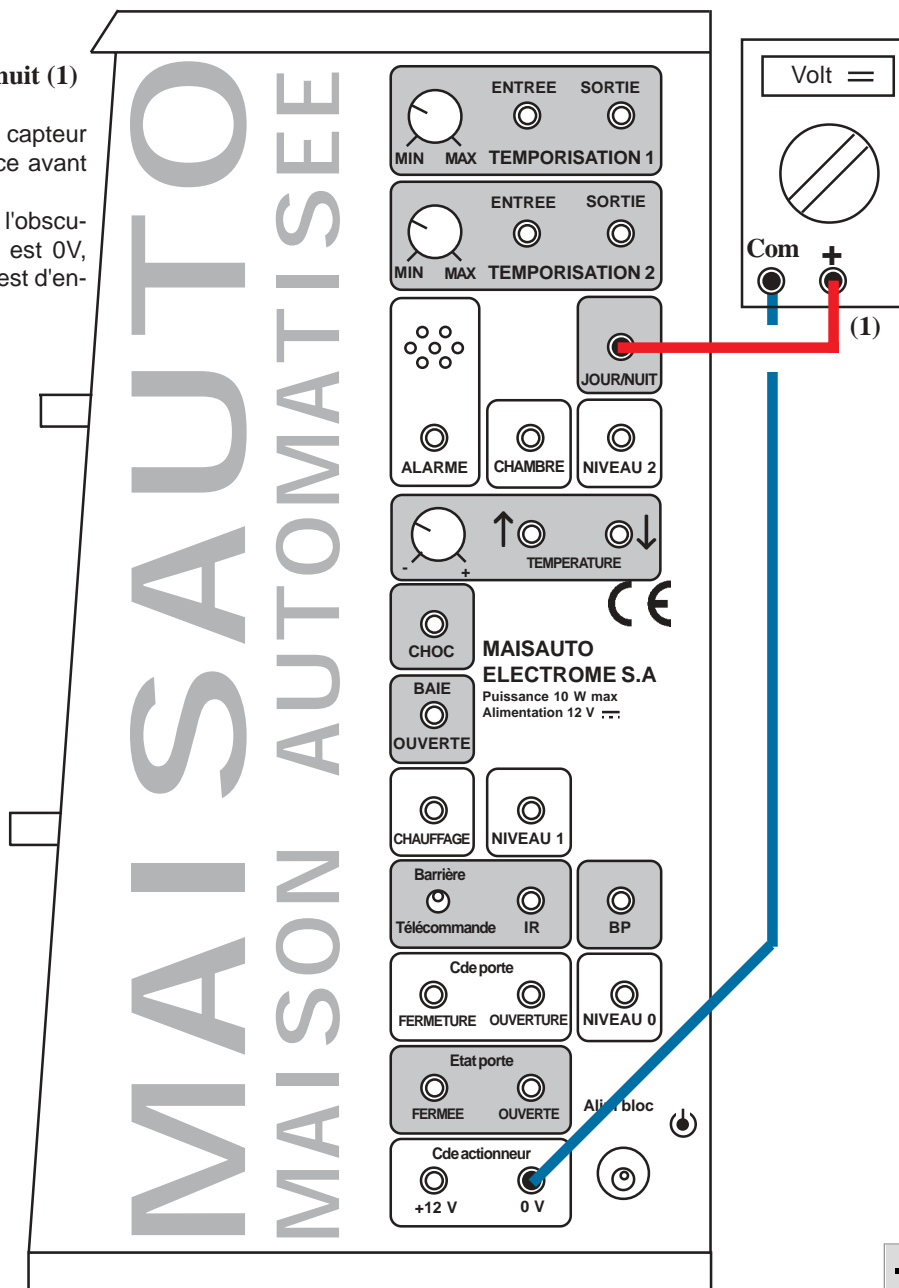 nuit (1)
capteur
ce avant
l'obscu-
est 0V,
est d'en-
MAISAUTO
MAISON AUTOMATISEE
ENTREE SORTIE
MIN MAX TEMPORISATION 1
ENTREE SORTIE
MIN MAX TEMPORISATION 2
JOUR/NUIT
ALARME CHAMBRE NIVEAU 2
- +
TEMPERATURE
CE
CHOC
MAISAUTO
ELECTROME S.A
Puissance 10 W max
Alimentation 12 V
BAIE
OUVERTE
CHAUFFAGE NIVEAU 1
Barrière
Télécommande IR
BP
Cde porte
FERMETURE OUVERTURE NIVEAU 0
Etat porte
FERMEE OUVERTE
bloc
Cde actionneur
+12 V 0 V
Volt
Com +
(1)